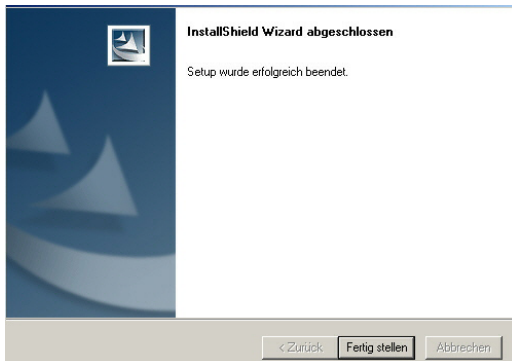 InstallShield Wizard abgeschlossen
Setup wurde erfolgreich beendet.
< Zurück Fertig stellen Abbrechen